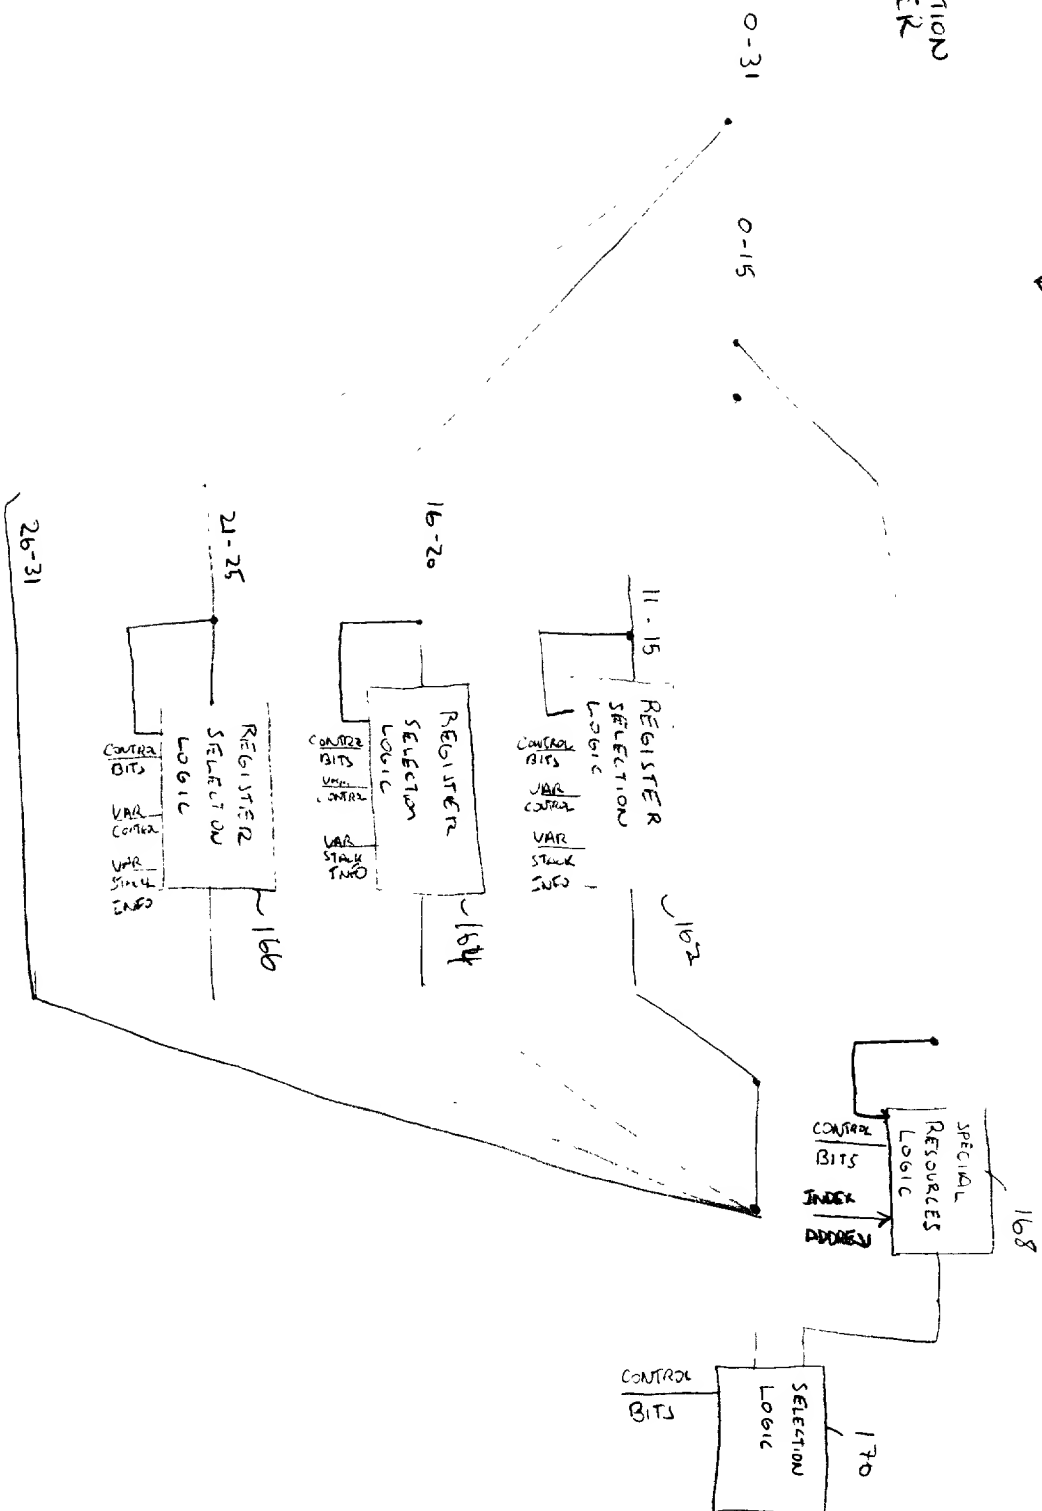 TION
ER
0-31
0-15
11-15
16-20
21-25
26-31
REGISTER
SELECTION
LOGIC
162
CONTROL
BITS
VAR
CONTROL
VAR
STACK
INFO
REGISTER
SELECTION
LOGIC
164
CONTROL
BITS
CONTROL
VAR
STACK
INFO
REGISTER
SELECTION
LOGIC
166
CONTROL
BITS
VAR
CONTROL
VAR
STACK
INFO
SPECIAL
RESOURCES
LOGIC
168
CONTROL
BITS
INDEX
ADDRESS
SELECTION
LOGIC
170
CONTROL
BITS